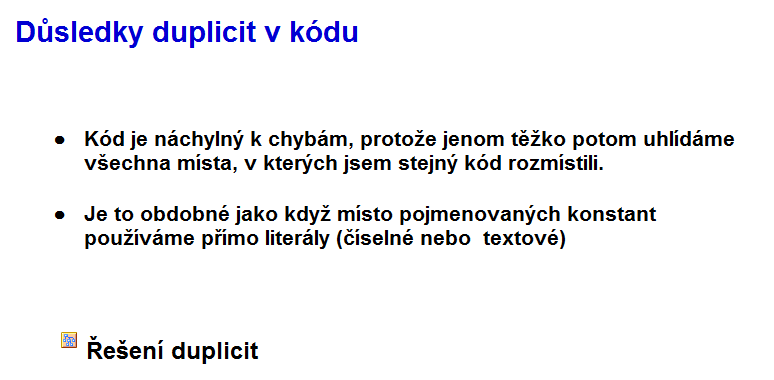 Důsledky duplicit v kódu
● Kód je náchylný k chybám, protože jenom těžko potom uhlídáme
všechna místa, v kterých jsem stejný kód rozmístili.
● Je to obdobné jako když místo pojmenovaných konstant
používáme přímo literály (číselné nebo  textové)
Řešení duplicit